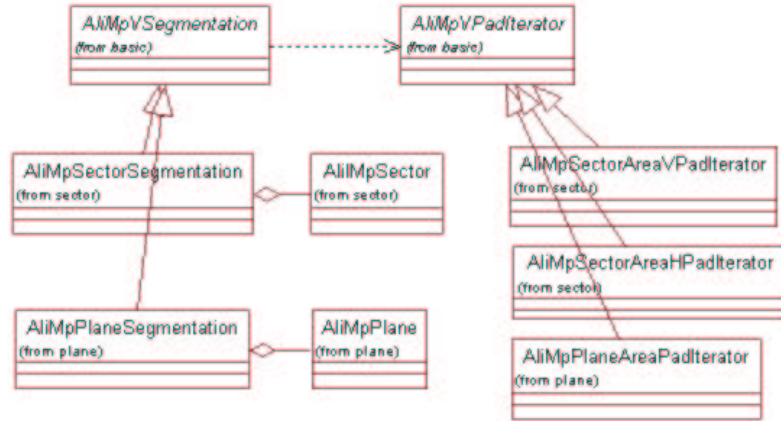 AliMpVSegmentation
(from basic)
AliMpVPadIterator
(from basic)
AliMpSectorSegmentation
(from sector)
AliIMpSector
(from sector)
AliMpSectorAreaVPadIterator
(from sector)
AliMpSectorAreaHPadIterator
(from sector)
AliMpPlaneSegmentation
(from plane)
AliMpPlane
(from plane)
AliMpPlaneAreaPadIterator
(from plane)